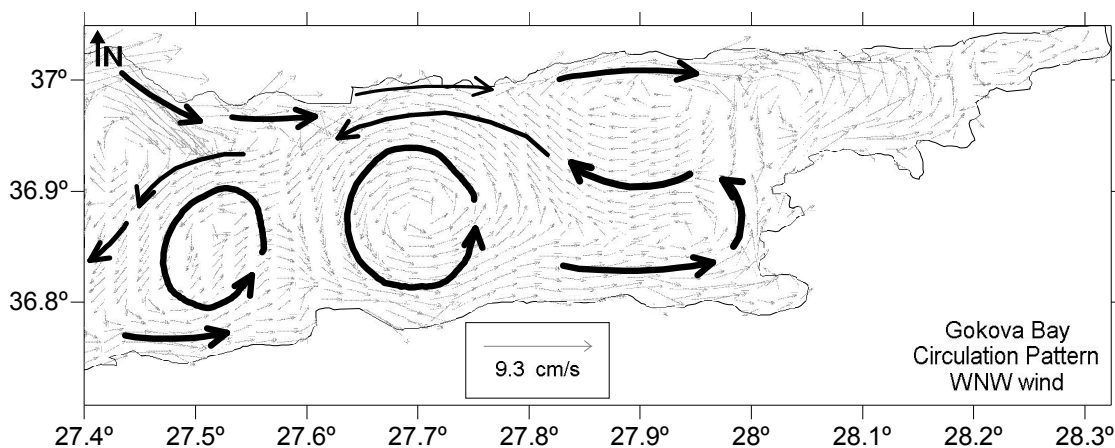 N
37º
36.9º
36.8º
9.3 cm/s
Gokova Bay
Circulation Pattern
WNW wind
27.4º 27.5º 27.6º 27.7º 27.8º 27.9º 28º 28.1º 28.2º 28.3º